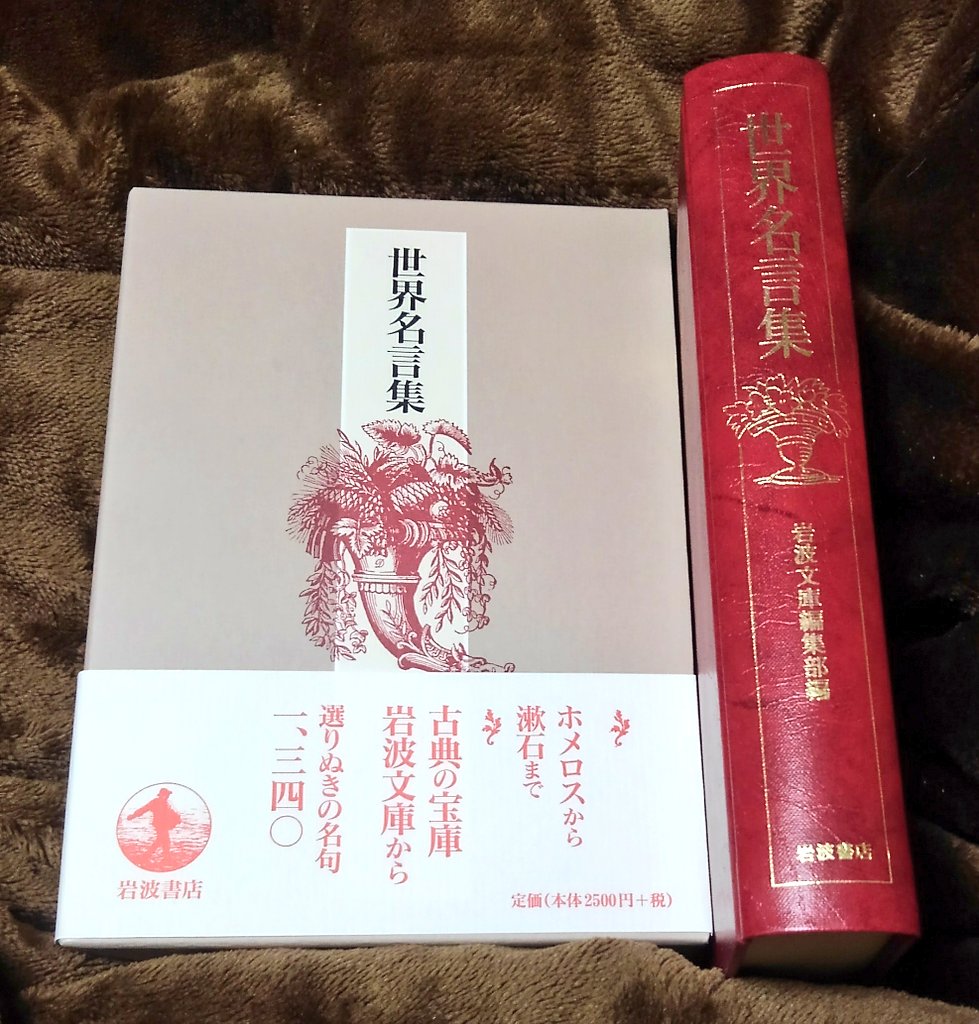 世界名言集
ホメロスから
漱石まで
古典の宝庫
岩波文庫から
選りぬきの名句
一、三四〇
岩波書店
定価(本体2500円+税)
世界名言集
岩波文庫編集部編
岩波書店